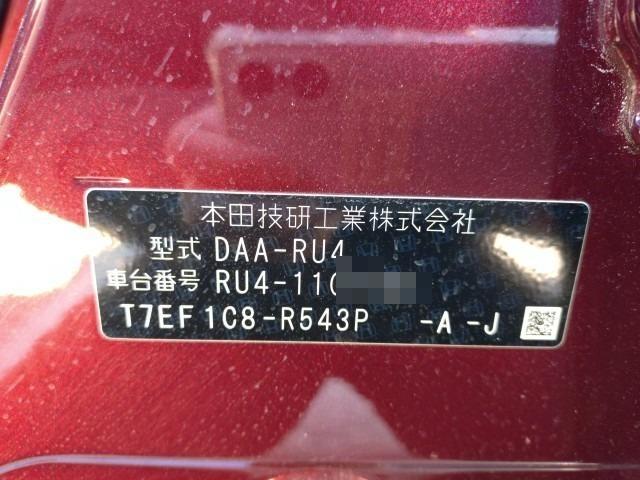 本田技研工業株式会社
型式 DAA-RU4
車台番号 RU4-110
T7EF1C8-R543P -A-J